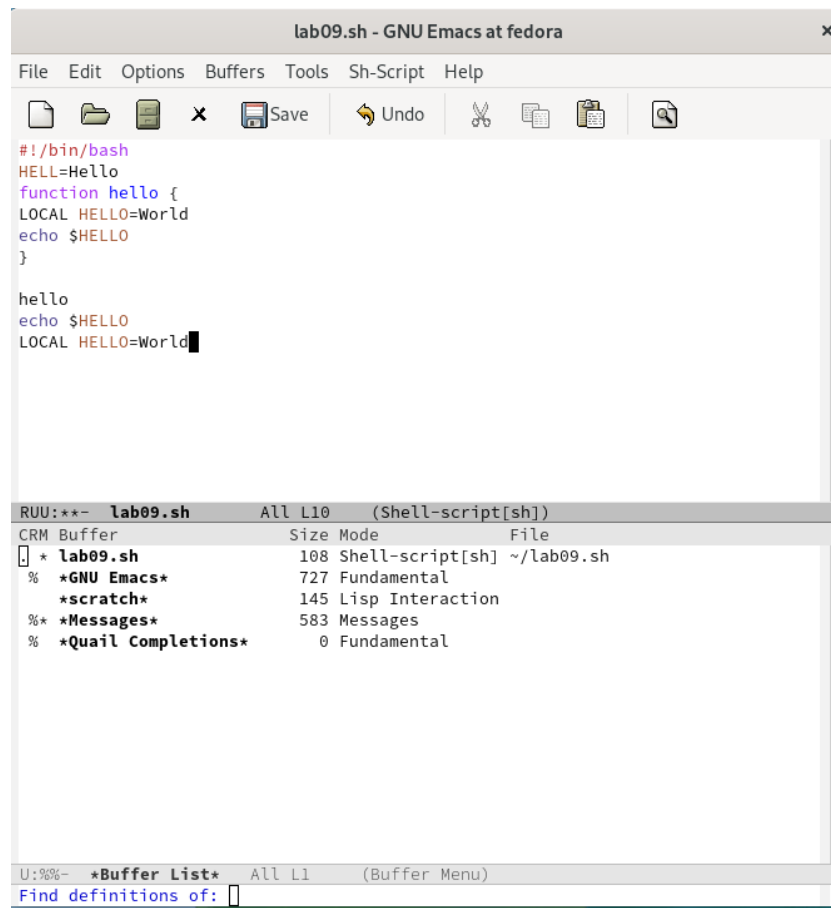 lab09.sh - GNU Emacs at fedora
File Edit Options Buffers Tools Sh-Script Help
Save Undo
#!/bin/bash
HELL=Hello
function hello {
LOCAL HELLO=World
echo $HELLO
}
hello
echo $HELLO
LOCAL HELLO=World
RUU:**- lab09.sh All L10 (Shell-script[sh])
CRM Buffer Size Mode File
. * lab09.sh 108 Shell-script[sh] ~/lab09.sh
% *GNU Emacs* 727 Fundamental
*scratch* 145 Lisp Interaction
%* *Messages* 583 Messages
% *Quail Completions* 0 Fundamental
U:%%- *Buffer List* All L1 (Buffer Menu)
Find definitions of: